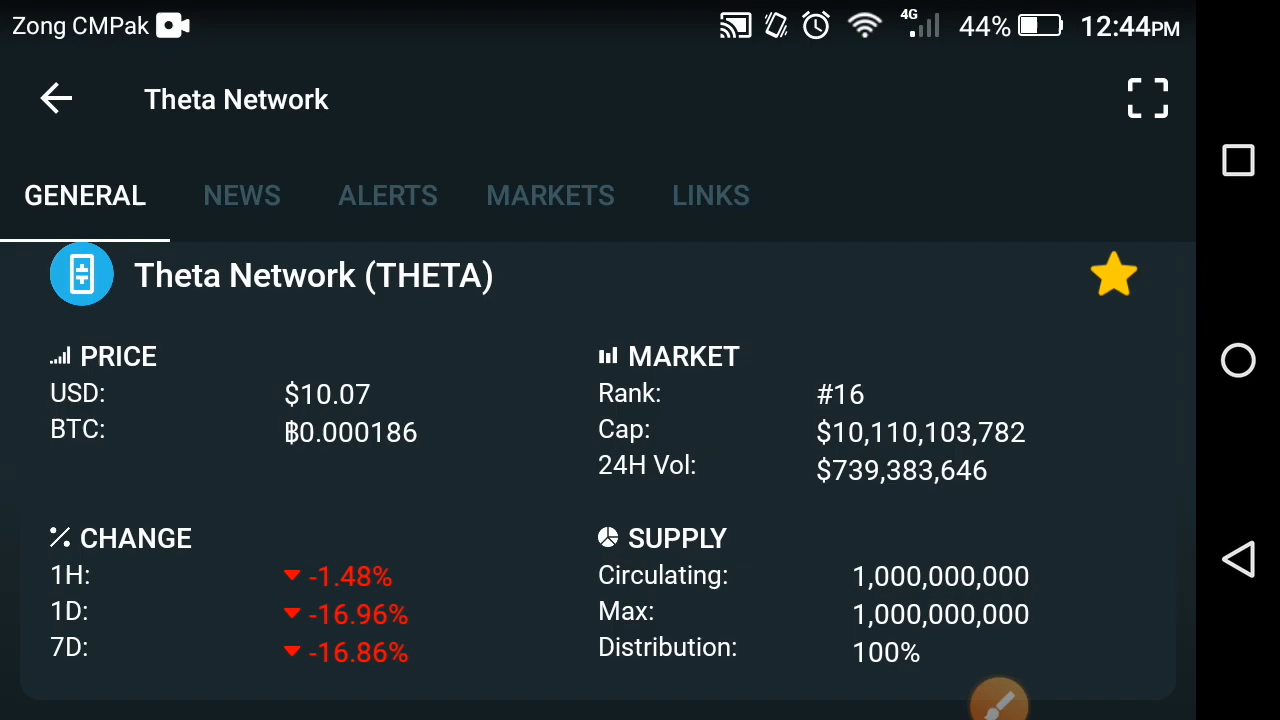 Zong CMPak 4G 44% 12:44PM
Theta Network
GENERAL NEWS ALERTS MARKETS LINKS
Theta Network (THETA)
PRICE
USD: $10.07
BTC: ฿0.000186
MARKET
Rank: #16
Cap: $10,110,103,782
24H Vol: $739,383,646
CHANGE
1H: -1.48%
1D: -16.96%
7D: -16.86%
SUPPLY
Circulating: 1,000,000,000
Max: 1,000,000,000
Distribution: 100%